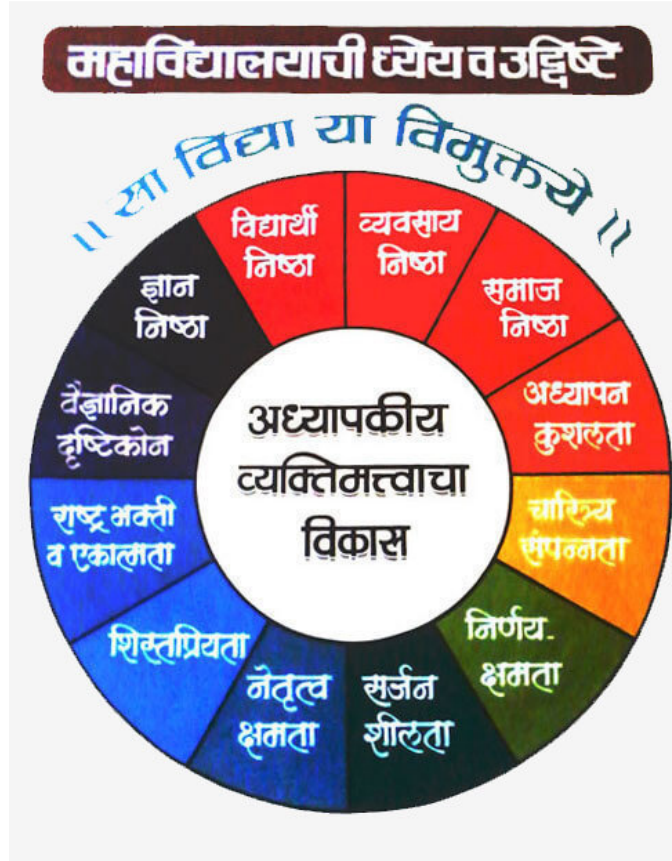 महाविद्यालयाची ध्येय व उद्दिष्टे
॥ सा विद्या या विमुक्तये ॥
विद्यार्थी
निष्ठा
व्यवसाय
निष्ठा
समाज
निष्ठा
अध्यापन
कुशलता
चारित्र्य
संपन्नता
निर्णय-
क्षमता
सर्जन
शीलता
नेतृत्व
क्षमता
शिस्तप्रियता
राष्ट्र भक्ती
व एकात्मता
वैज्ञानिक
दृष्टिकोन
ज्ञान
निष्ठा
अध्यापकीय
व्यक्तिमत्त्वाचा
विकास